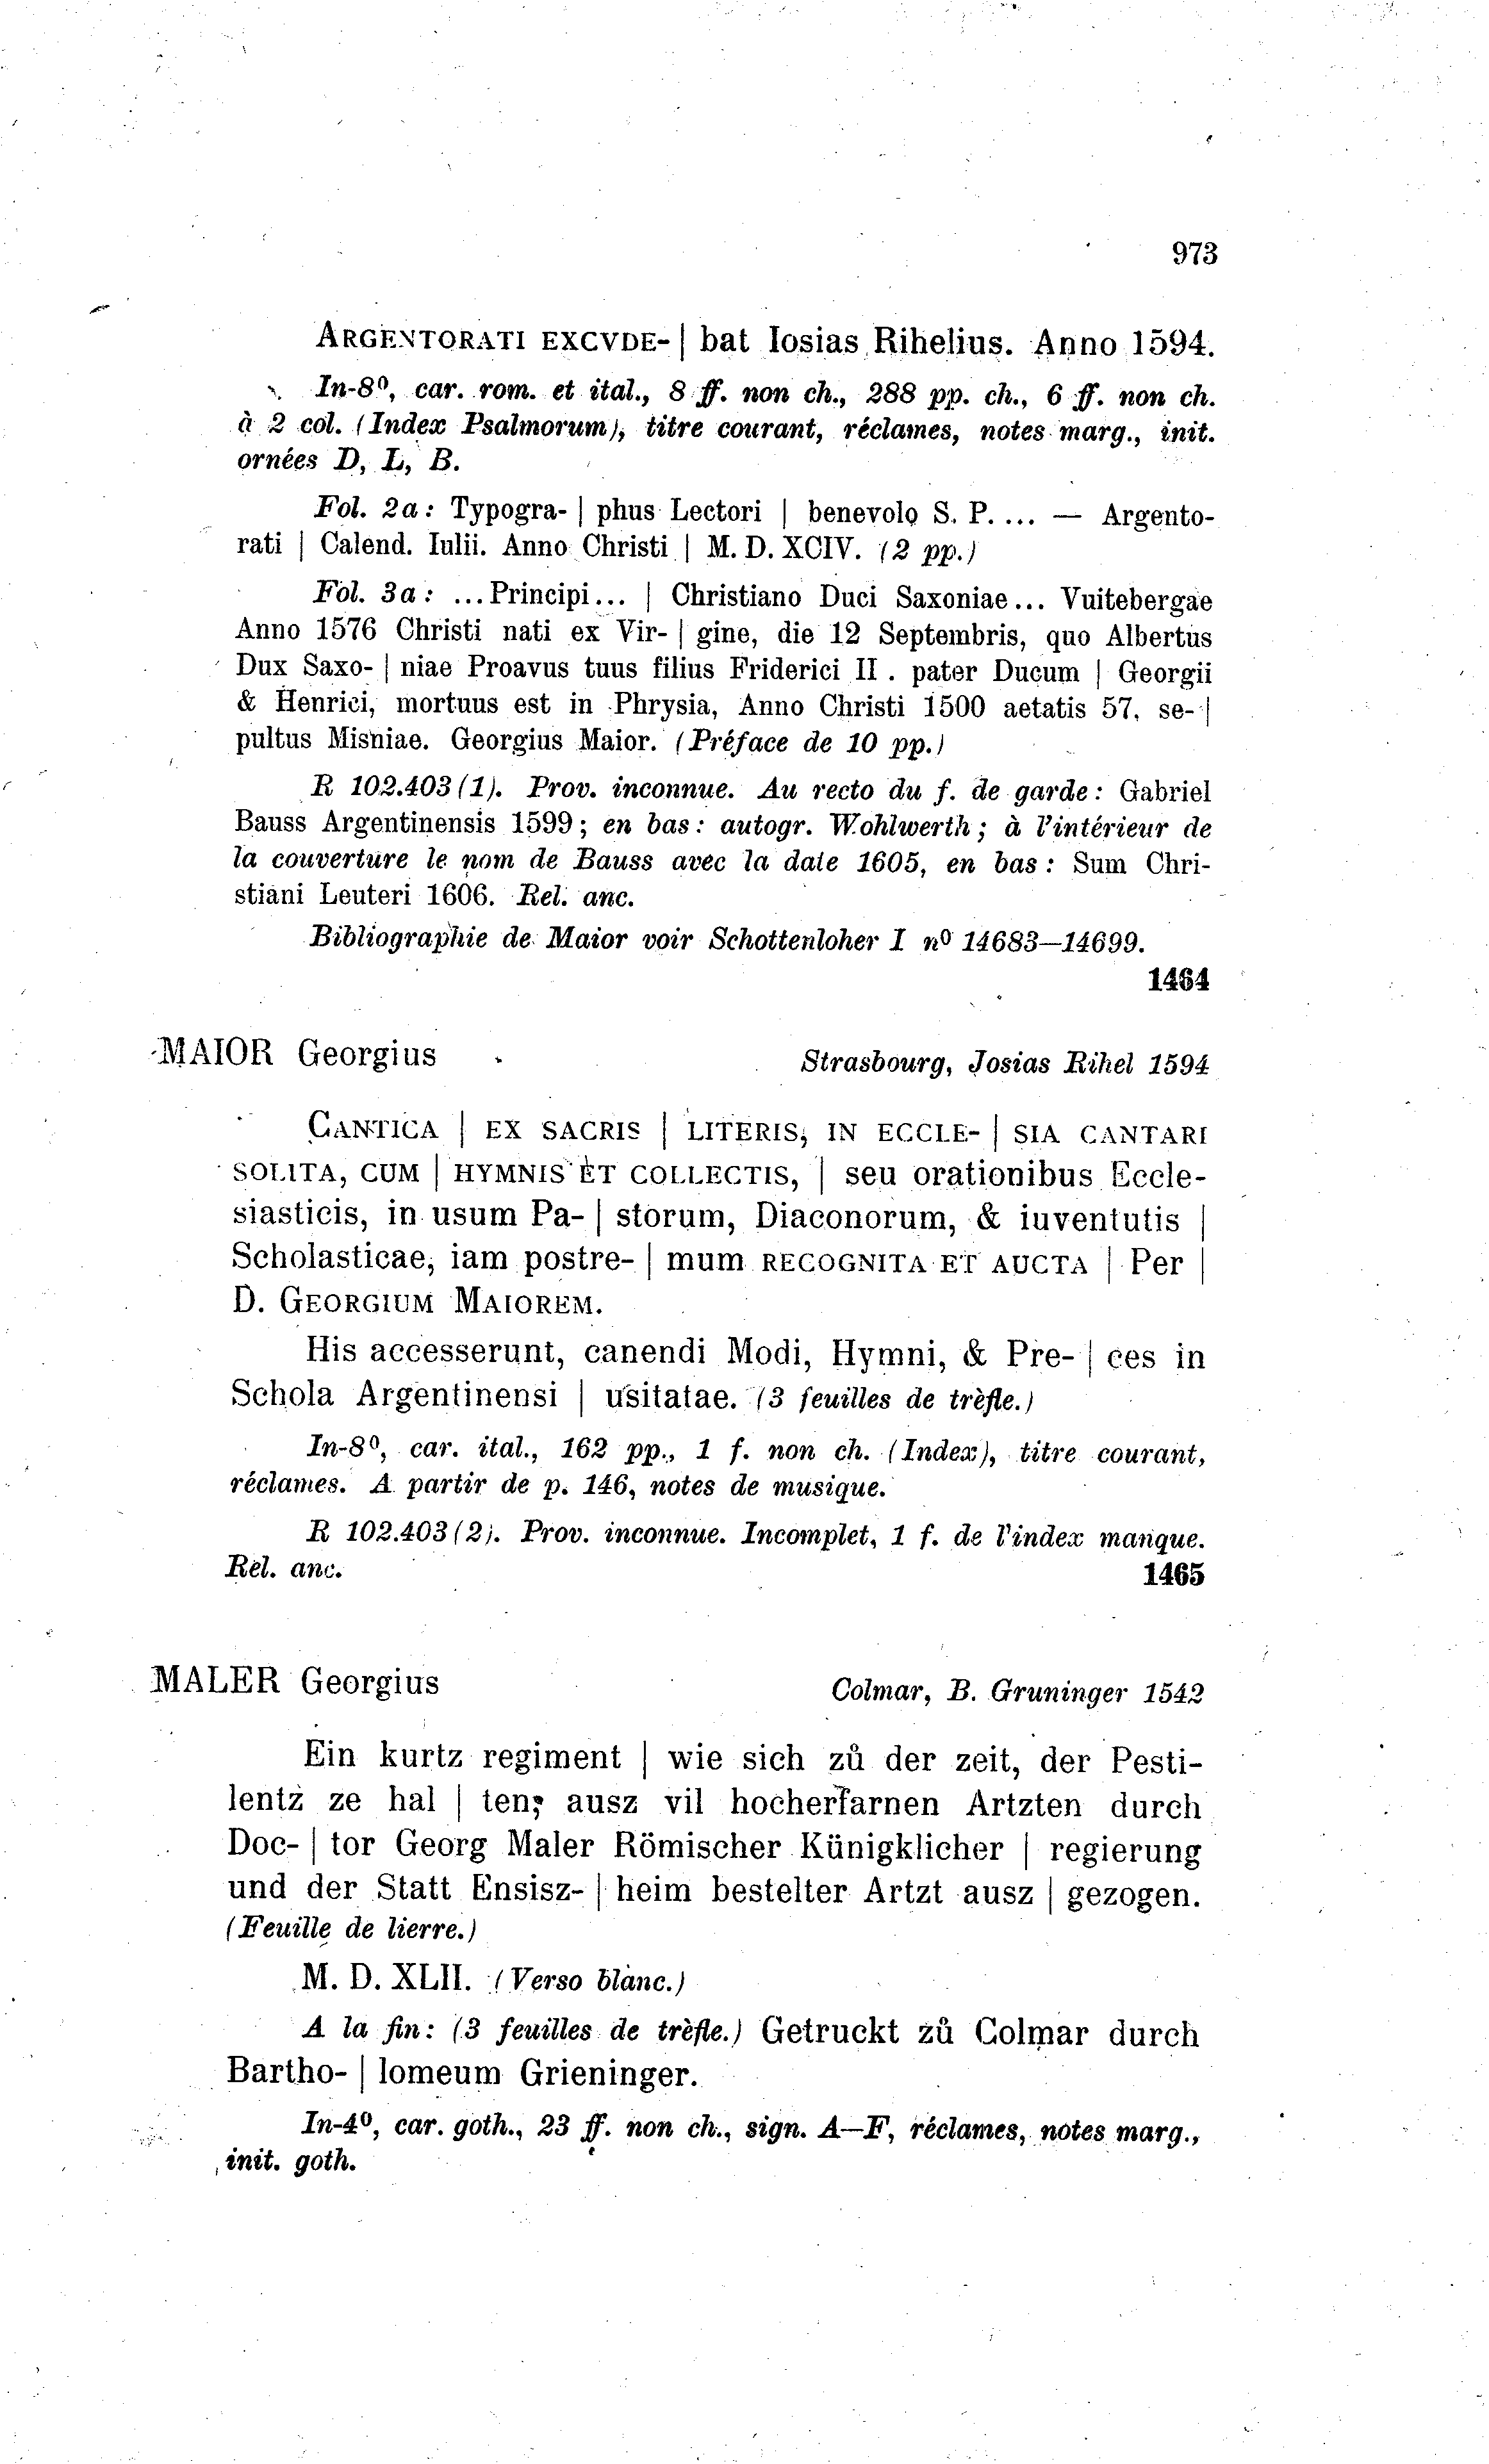 973
ARGENTORATI EXCVDE- | bat Iosias Rihelius. Anno 1594.
In-8⁰, car. rom. et ital., 8 ff. non ch., 288 pp. ch., 6 ff. non ch.
à 2 col. (Index Psalmorum), titre courant, réclames, notes marg., init.
ornées D, L, B.
Fol. 2a: Typogra- | phus Lectori | benevolo S. P. ... — Argento-
rati | Calend. Iulii. Anno Christi | M. D. XCIV. (2 pp.)
Fol. 3a: ...Principi... | Christiano Duci Saxoniae... Vuitebergae
Anno 1576 Christi nati ex Vir- | gine, die 12 Septembris, quo Albertus
Dux Saxo- | niae Proavus tuus filius Friderici II . pater Ducum | Georgii
& Henrici, mortuus est in Phrysia, Anno Christi 1500 aetatis 57, se- |
pultus Misniae. Georgius Maior. (Préface de 10 pp.)
R 102.403(1). Prov. inconnue. Au recto du f. de garde: Gabriel
Bauss Argentinensis 1599; en bas: autogr. Wohlwerth; à l'intérieur de
la couverture le nom de Bauss avec la date 1605, en bas: Sum Chri-
stiani Leuteri 1606. Rel. anc.
Bibliographie de Maior voir Schottenloher I n⁰ 14683—14699.
1464
MAIOR Georgius
Strasbourg, Josias Rihel 1594
CANTICA | EX SACRIS | LITERIS, IN ECCLE- | SIA CANTARI
SOLITA, CUM | HYMNIS ET COLLECTIS, | seu orationibus Eccle-
siasticis, in usum Pa- | storum, Diaconorum, & iuventutis |
Scholasticae, iam postre- | mum RECOGNITA ET AUCTA | Per |
D. GEORGIUM MAIOREM.
His accesserunt, canendi Modi, Hymni, & Pre- | ces in
Schola Argentinensi | usitatae. (3 feuilles de trèfle.)
In-8⁰, car. ital., 162 pp., 1 f. non ch. (Index), titre courant,
réclames. A partir de p. 146, notes de musique.
R 102.403(2). Prov. inconnue. Incomplet, 1 f. de l'index manque.
Rel. anc.
1465
MALER Georgius
Colmar, B. Gruninger 1542
Ein kurtz regiment | wie sich zů der zeit, der Pesti-
lentz ze hal | ten, ausz vil hocherfarnen Artzten durch
Doc- | tor Georg Maler Römischer Künigklicher | regierung
und der Statt Ensisz- | heim bestelter Artzt ausz | gezogen.
(Feuille de lierre.)
M. D. XLII. (Verso blanc.)
A la fin: (3 feuilles de trèfle.) Getruckt zů Colmar durch
Bartho- | lomeum Grieninger.
In-4⁰, car. goth., 23 ff. non ch., sign. A—F, réclames, notes marg.,
init. goth.